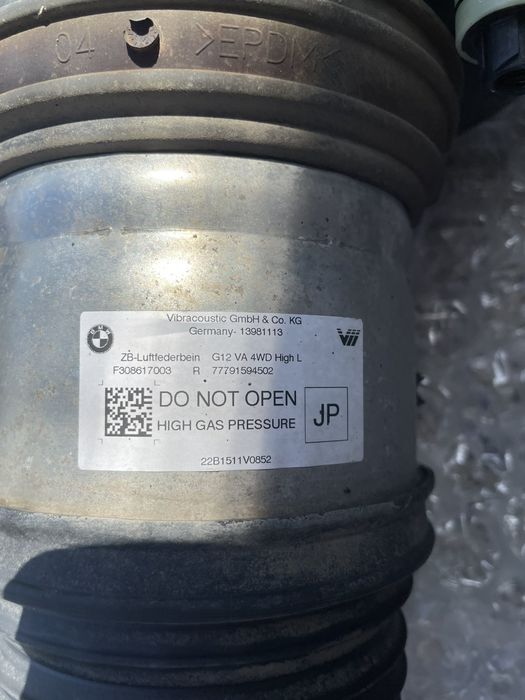 04 >EPDM<
Vibracoustic GmbH & Co. KG
Germany- 13981113
BMW
ZB-Luftfederbein G12 VA 4WD High L
F308617003 R 77791594502
DO NOT OPEN
HIGH GAS PRESSURE
JP
22B1511V0852